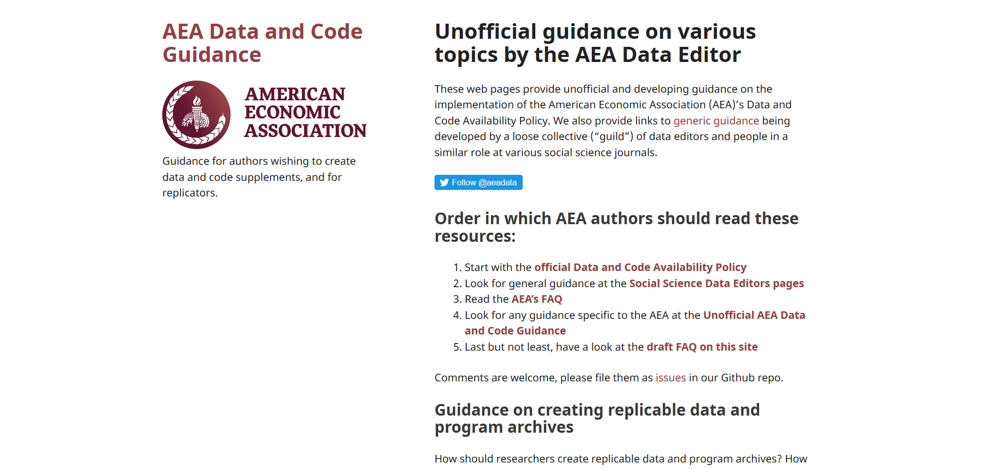 AEA Data and Code
Guidance
AMERICAN
ECONOMIC
ASSOCIATION
Guidance for authors wishing to create
data and code supplements, and for
replicators.
Unofficial guidance on various
topics by the AEA Data Editor
These web pages provide unofficial and developing guidance on the
implementation of the American Economic Association (AEA)’s Data and
Code Availability Policy. We also provide links to generic guidance being
developed by a loose collective (“guild”) of data editors and people in a
similar role at various social science journals.
Follow @aeadata
Order in which AEA authors should read these
resources:
1. Start with the official Data and Code Availability Policy
2. Look for general guidance at the Social Science Data Editors pages
3. Read the AEA’s FAQ
4. Look for any guidance specific to the AEA at the Unofficial AEA Data
and Code Guidance
5. Last but not least, have a look at the draft FAQ on this site
Comments are welcome, please file them as issues in our Github repo.
Guidance on creating replicable data and
program archives
How should researchers create replicable data and program archives? How